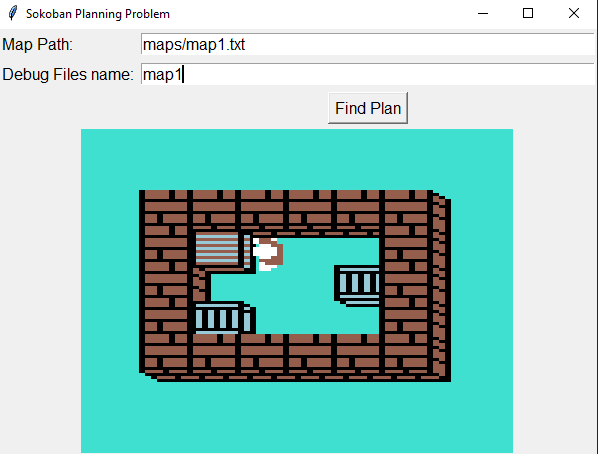 Sokoban Planning Problem
Map Path: maps/map1.txt
Debug Files name: map1
Find Plan